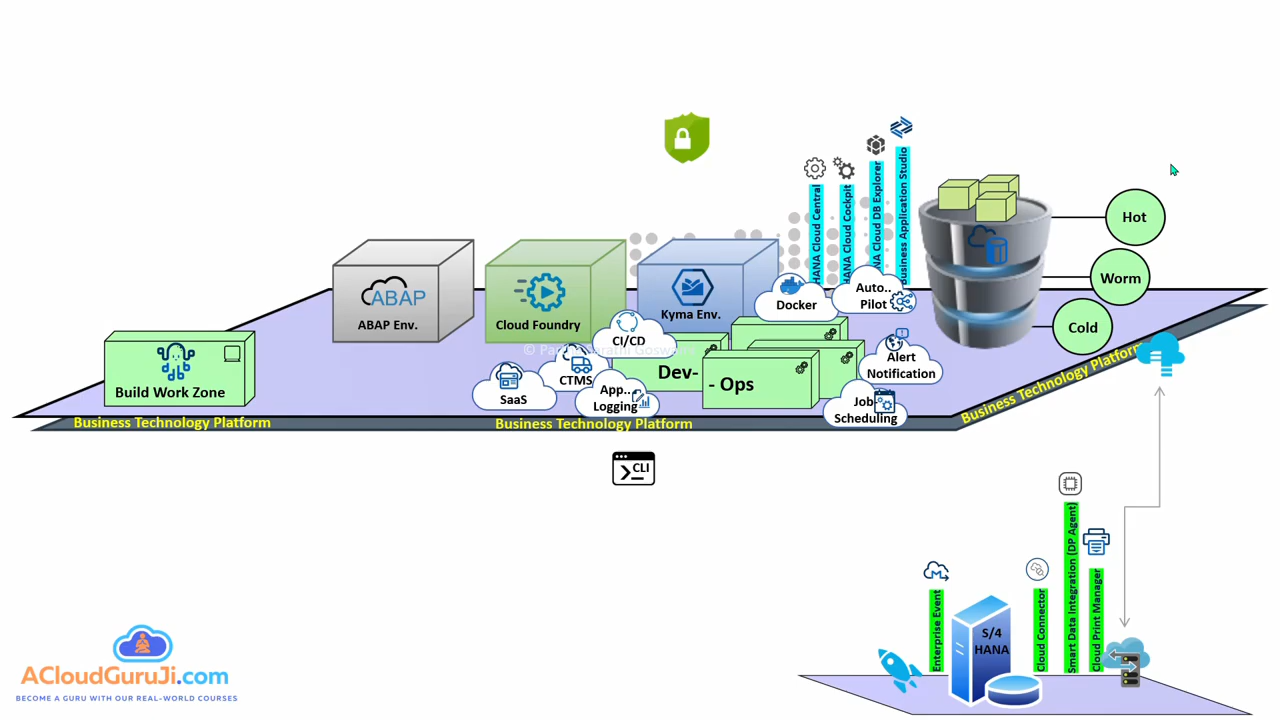 HANA Cloud Central
HANA Cloud Cockpit
HANA Cloud DB Explorer
Business Application Studio
Hot
Worm
Cold
ABAP
ABAP Env.
Cloud Foundry
Kyma Env.
Docker
Auto..
Pilot
CI/CD
Alert
Notification
Build Work Zone
SaaS
CTMS
App..
Logging
Dev-
- Ops
Job
Scheduling
Business Technology Platform
Business Technology Platform
Business Technology Platform
CLI
Enterprise Event
S/4
HANA
Cloud Connector
Smart Data Integration (DP Agent)
Cloud Print Manager
ACloudGuruJi.com
BECOME A GURU WITH OUR REAL-WORLD COURSES